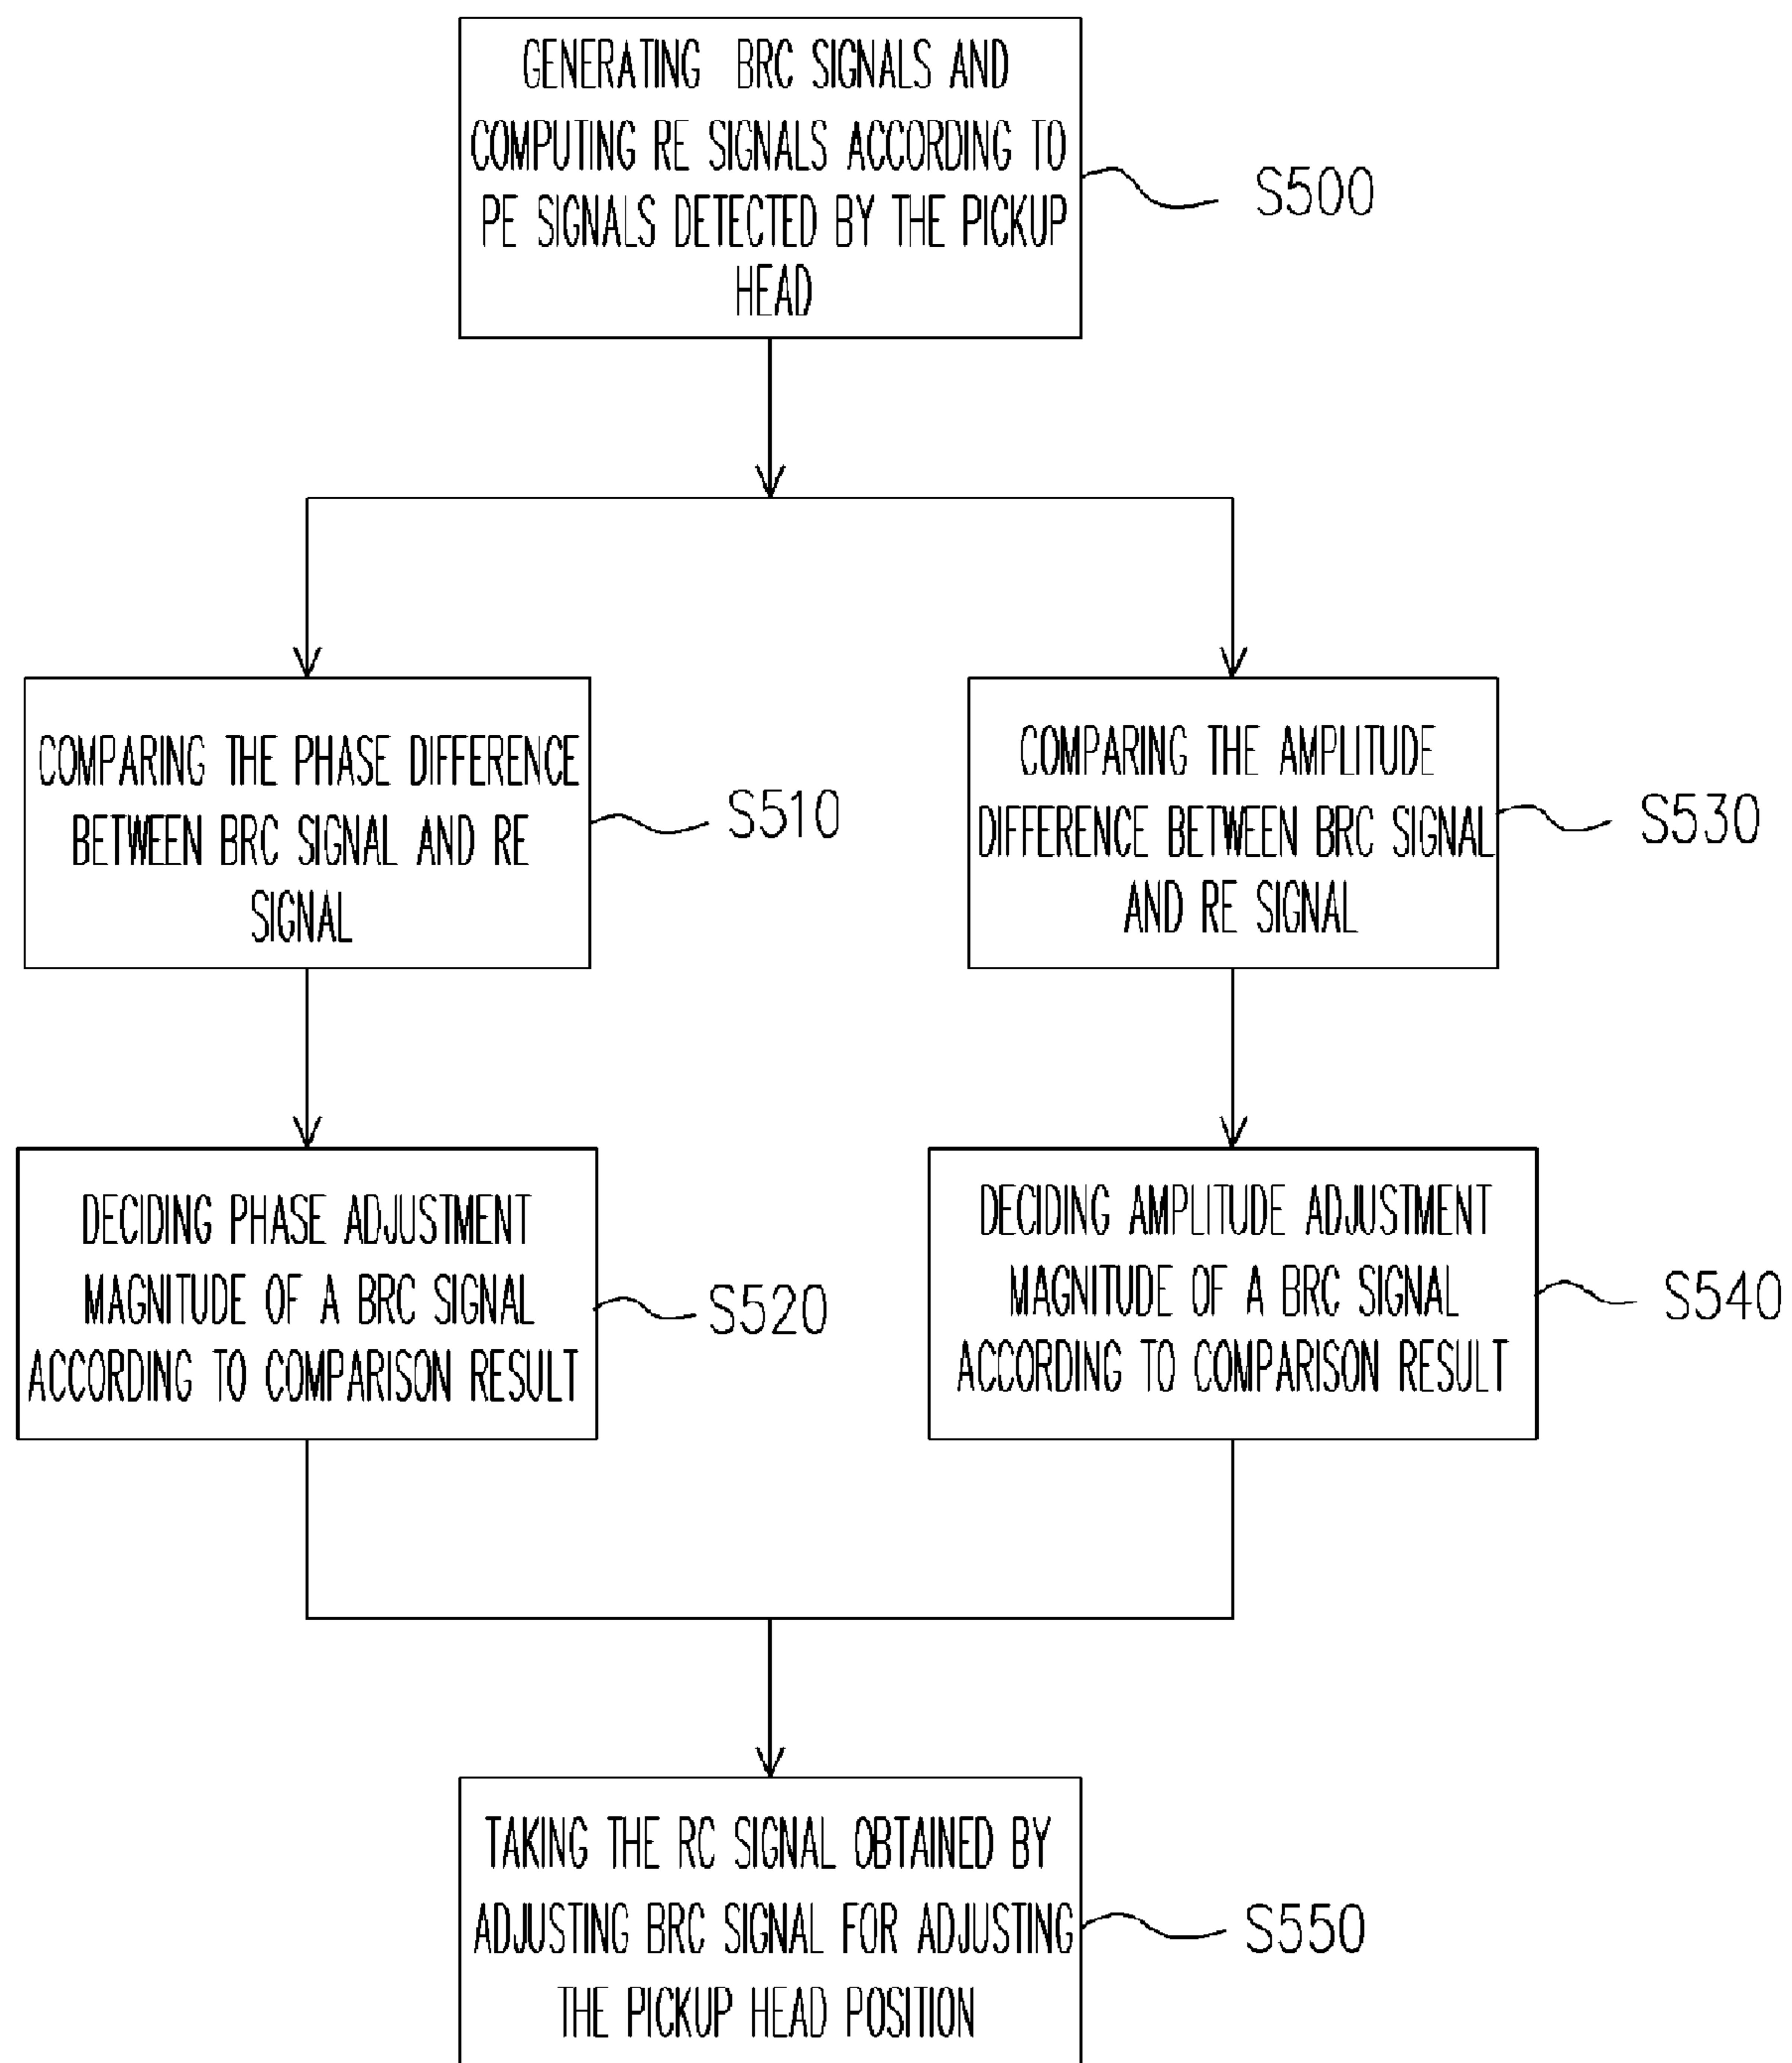 GENERATING BRC SIGNALS AND
COMPUTING RE SIGNALS ACCORDING TO
PE SIGNALS DETECTED BY THE PICKUP
HEAD
S500
COMPARING THE PHASE DIFFERENCE
BETWEEN BRC SIGNAL AND RE
SIGNAL
S510
COMPARING THE AMPLITUDE
DIFFERENCE BETWEEN BRC SIGNAL
AND RE SIGNAL
S530
DECIDING PHASE ADJUSTMENT
MAGNITUDE OF A BRC SIGNAL
ACCORDING TO COMPARISON RESULT
S520
DECIDING AMPLITUDE ADJUSTMENT
MAGNITUDE OF A BRC SIGNAL
ACCORDING TO COMPARISON RESULT
S540
TAKING THE RC SIGNAL OBTAINED BY
ADJUSTING BRC SIGNAL FOR ADJUSTING
THE PICKUP HEAD POSITION
S550